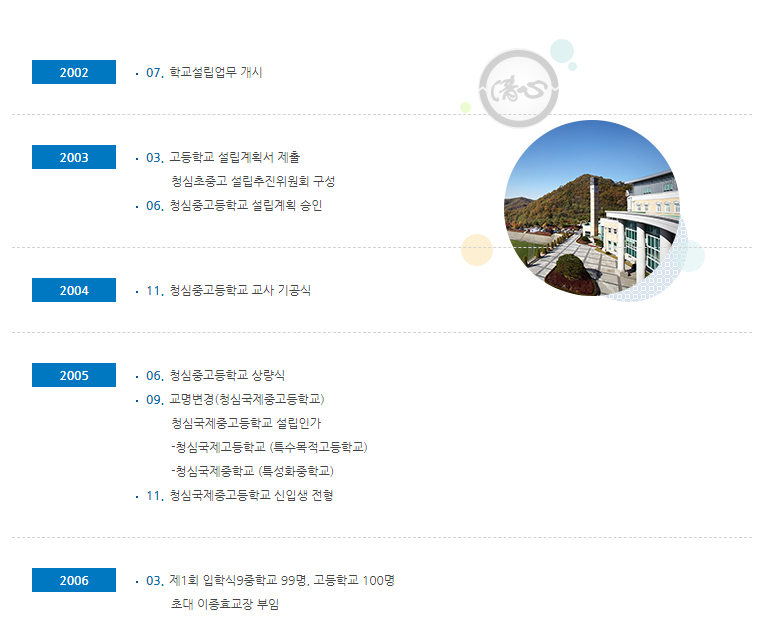 2002
07. 학교설립업무 개시
2003
03. 고등학교 설립계획서 제출
청심초중고 설립추진위원회 구성
06. 청심중고등학교 설립계획 승인
2004
11. 청심중고등학교 교사 기공식
2005
06. 청심중고등학교 상량식
09. 교명변경(청심국제중고등학교)
청심국제중고등학교 설립인가
-청심국제고등학교 (특수목적고등학교)
-청심국제중학교 (특성화중학교)
11. 청심국제중고등학교 신입생 전형
2006
03. 제1회 입학식9중학교 99명, 고등학교 100명
초대 이종효교장 부임